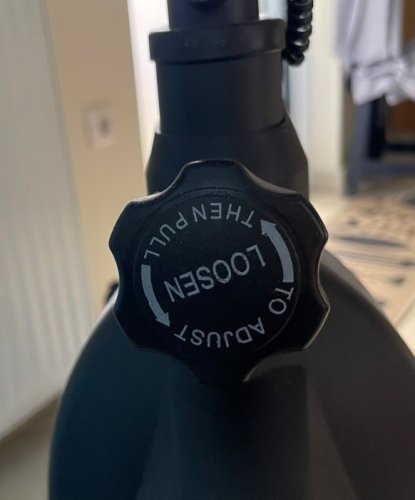 LOOSEN
THEN PULL
TO ADJUST